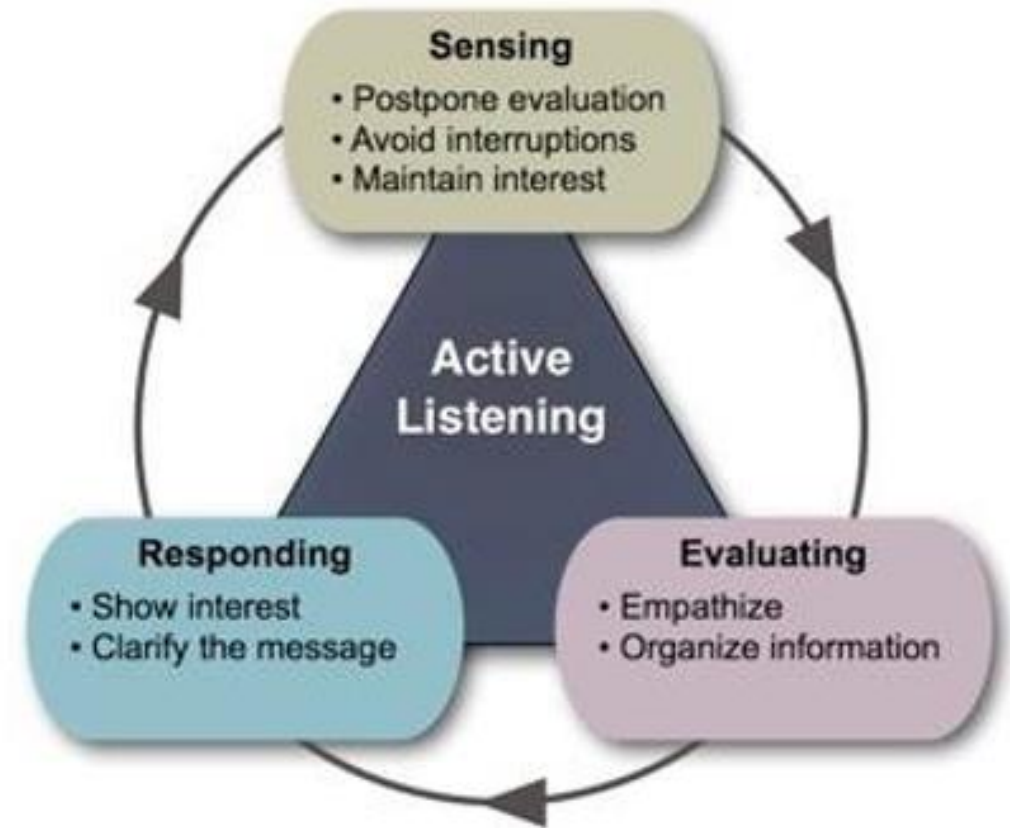 Sensing
• Postpone evaluation
• Avoid interruptions
• Maintain interest
Active
Listening
Responding
• Show interest
• Clarify the message
Evaluating
• Empathize
• Organize information